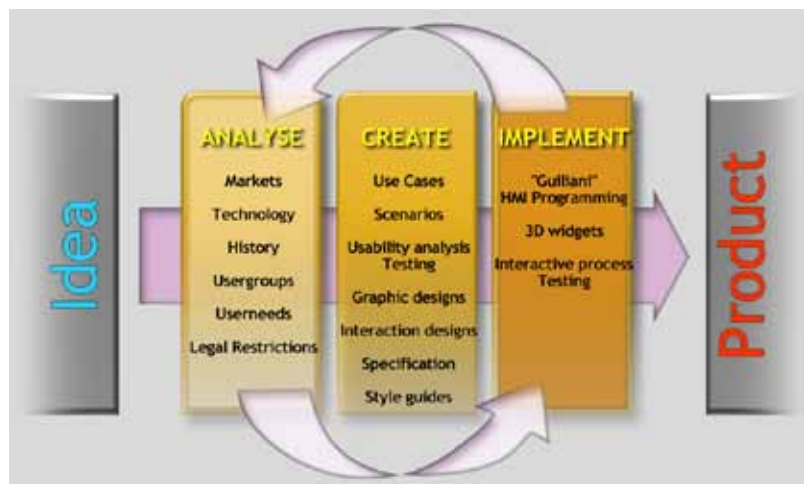 Idea
ANALYSE
Markets
Technology
History
Usergroups
Userneeds
Legal Restrictions
CREATE
Use Cases
Scenarios
Usability analysis
Testing
Graphic designs
Interaction designs
Specification
Style guides
IMPLEMENT
"Guiliani"
HMI Programming
3D widgets
Interactive process
Testing
Product